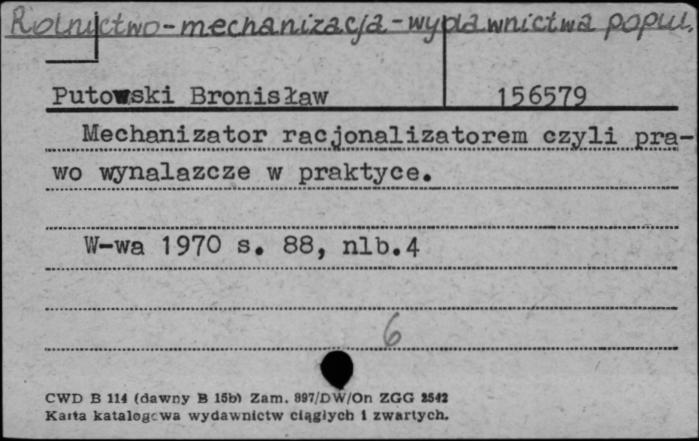 Rolnictwo-mechanizacja-wydawnictwa popul.
Putowski Bronisław 156579
Mechanizator racjonalizatorem czyli pra-
wo wynalazcze w praktyce.
W-wa 1970 s. 88, nlb.4
6
CWD B 114 (dawny B 15b) Zam. 897/DW/On ZGG 2542
Karta katalogowa wydawnictw ciągłych i zwartych.